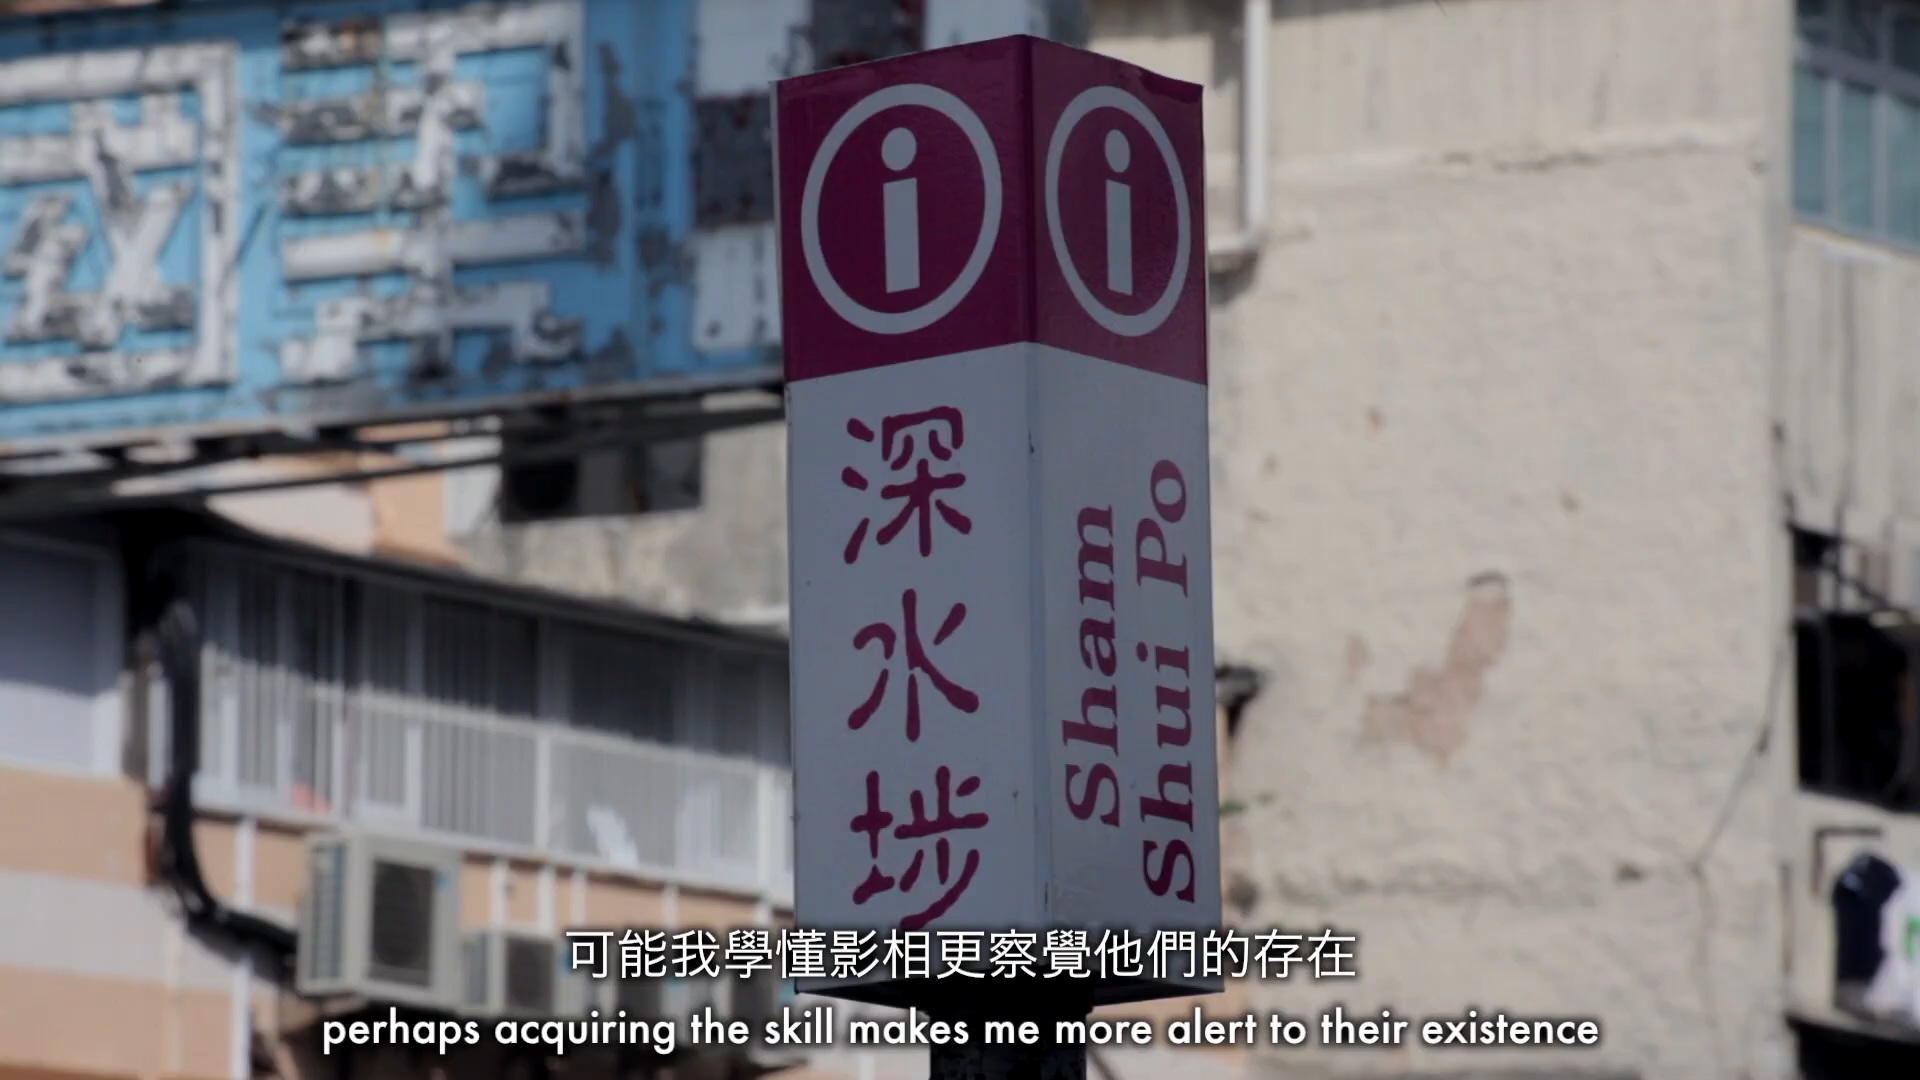 i
i
深
水
埗
Sham
Shui Po
可能我學懂影相更察覺他們的存在
perhaps acquiring the skill makes me more alert to their existence